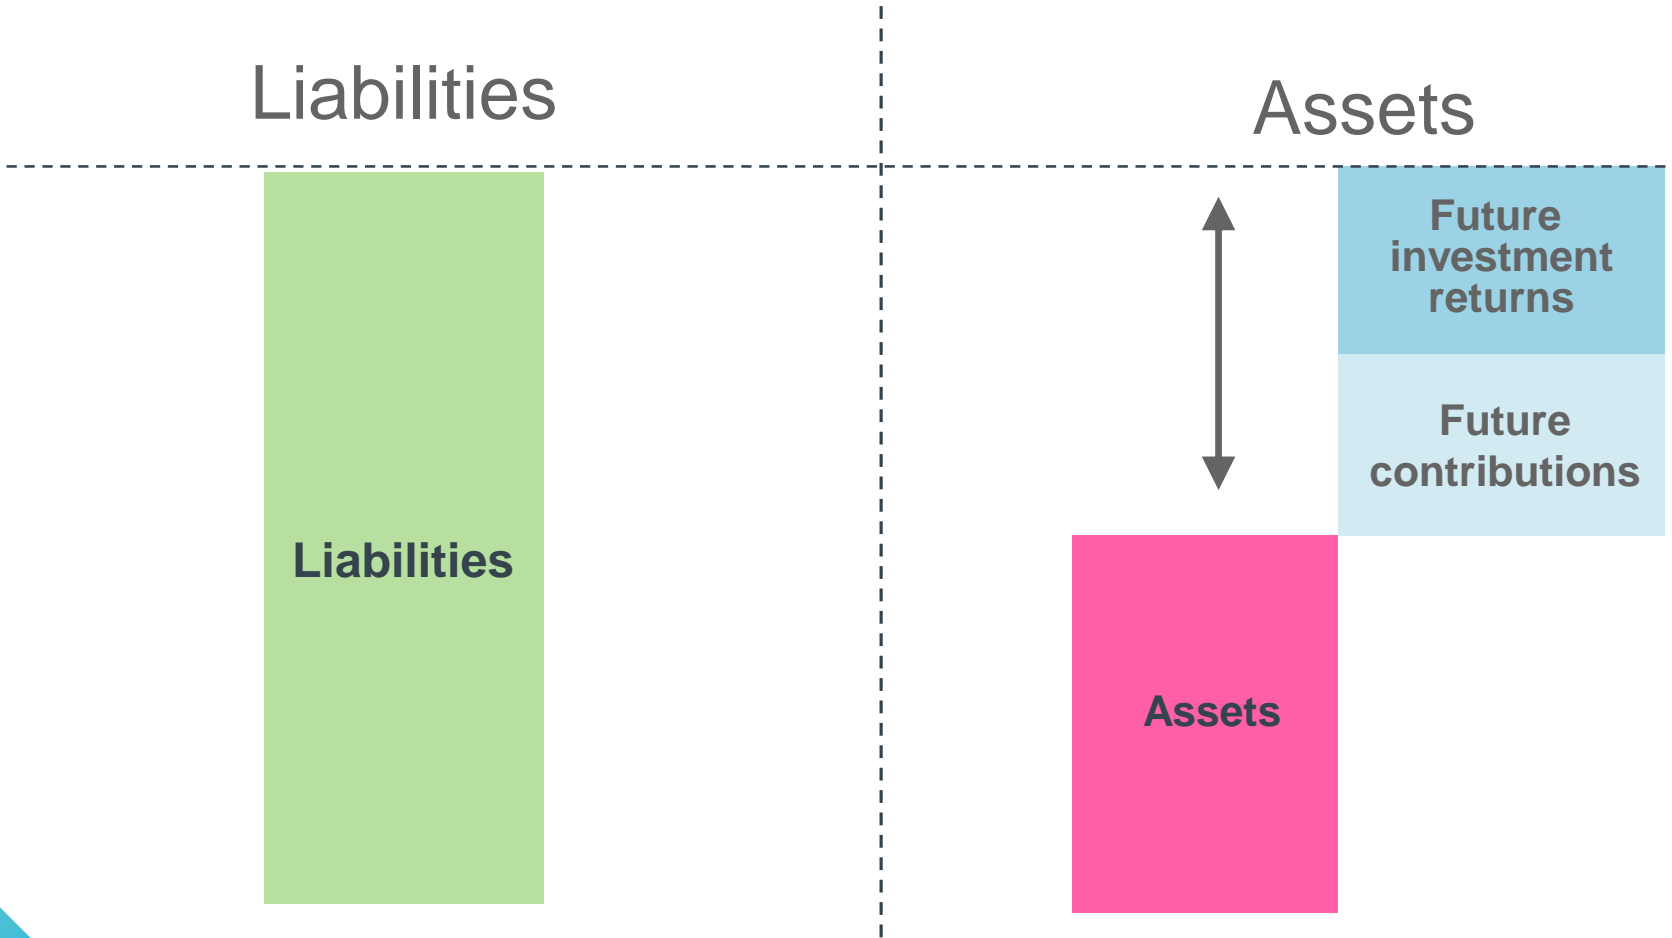 Liabilities
Assets
Future
investment
returns
Future
contributions
Liabilities
Assets